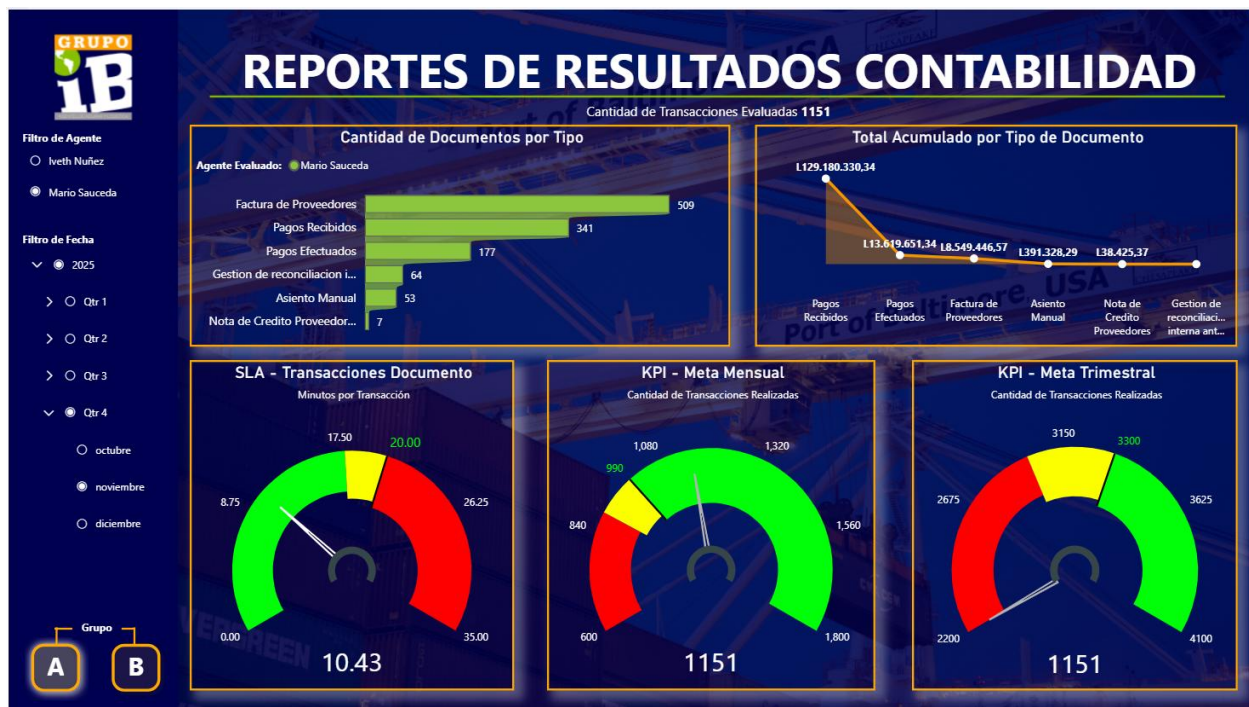 GRUPO
iB
REPORTES DE RESULTADOS CONTABILIDAD
Cantidad de Transacciones Evaluadas 1151
Filtro de Agente
Iveth Nuñez
Mario Sauceda
Filtro de Fecha
2025
Qtr 1
Qtr 2
Qtr 3
Qtr 4
octubre
noviembre
diciembre
Grupo
A B
Cantidad de Documentos por Tipo
Agente Evaluado: Mario Sauceda
Factura de Proveedores 509
Pagos Recibidos 341
Pagos Efectuados 177
Gestion de reconciliacion i... 64
Asiento Manual 53
Nota de Credito Proveedor... 7
Total Acumulado por Tipo de Documento
L129.180.330,34
L13.619.651,34 L8.549.446,57 L391.328,29 L38.425,37
Pagos Recibidos
Pagos Efectuados
Factura de Proveedores
Asiento Manual
Nota de Credito Proveedores
Gestion de reconciliaci... interna ant...
Port of Baltimore USA
SLA - Transacciones Documento
Minutos por Transacción
17.50
20.00
8.75
26.25
0.00
35.00
10.43
KPI - Meta Mensual
Cantidad de Transacciones Realizadas
1,080
1,320
990
840
1,560
600
1,800
1151
KPI - Meta Trimestral
Cantidad de Transacciones Realizadas
3150
3300
2675
3625
2200
4100
1151
EVERGREEN